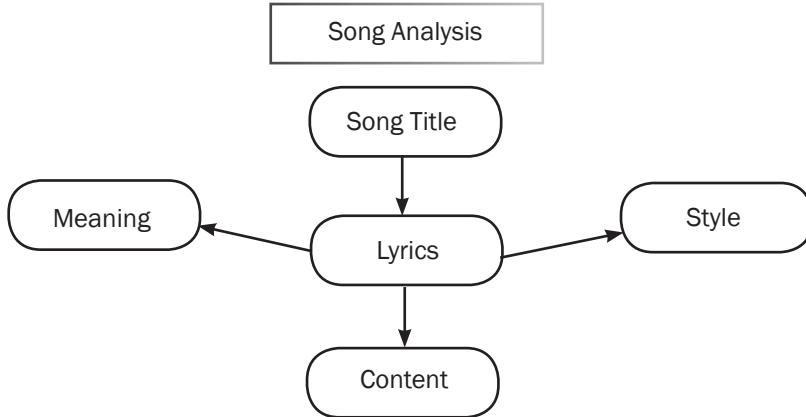 Song Analysis
Song Title
Meaning
Style
Lyrics
Content